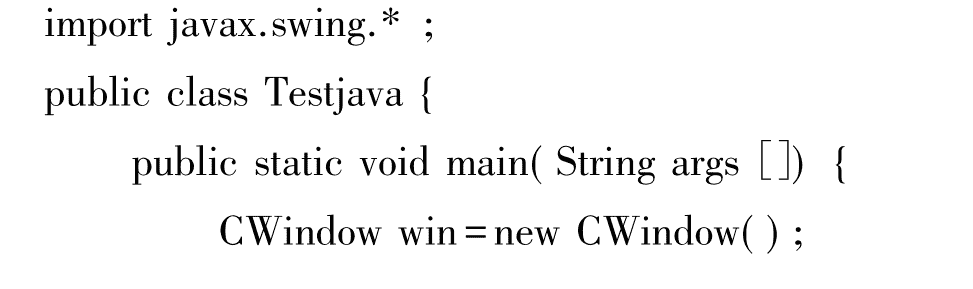 import javax.swing.* ;
public class Testjava {
public static void main( String args []) {
CWindow win=new CWindow( ) ;